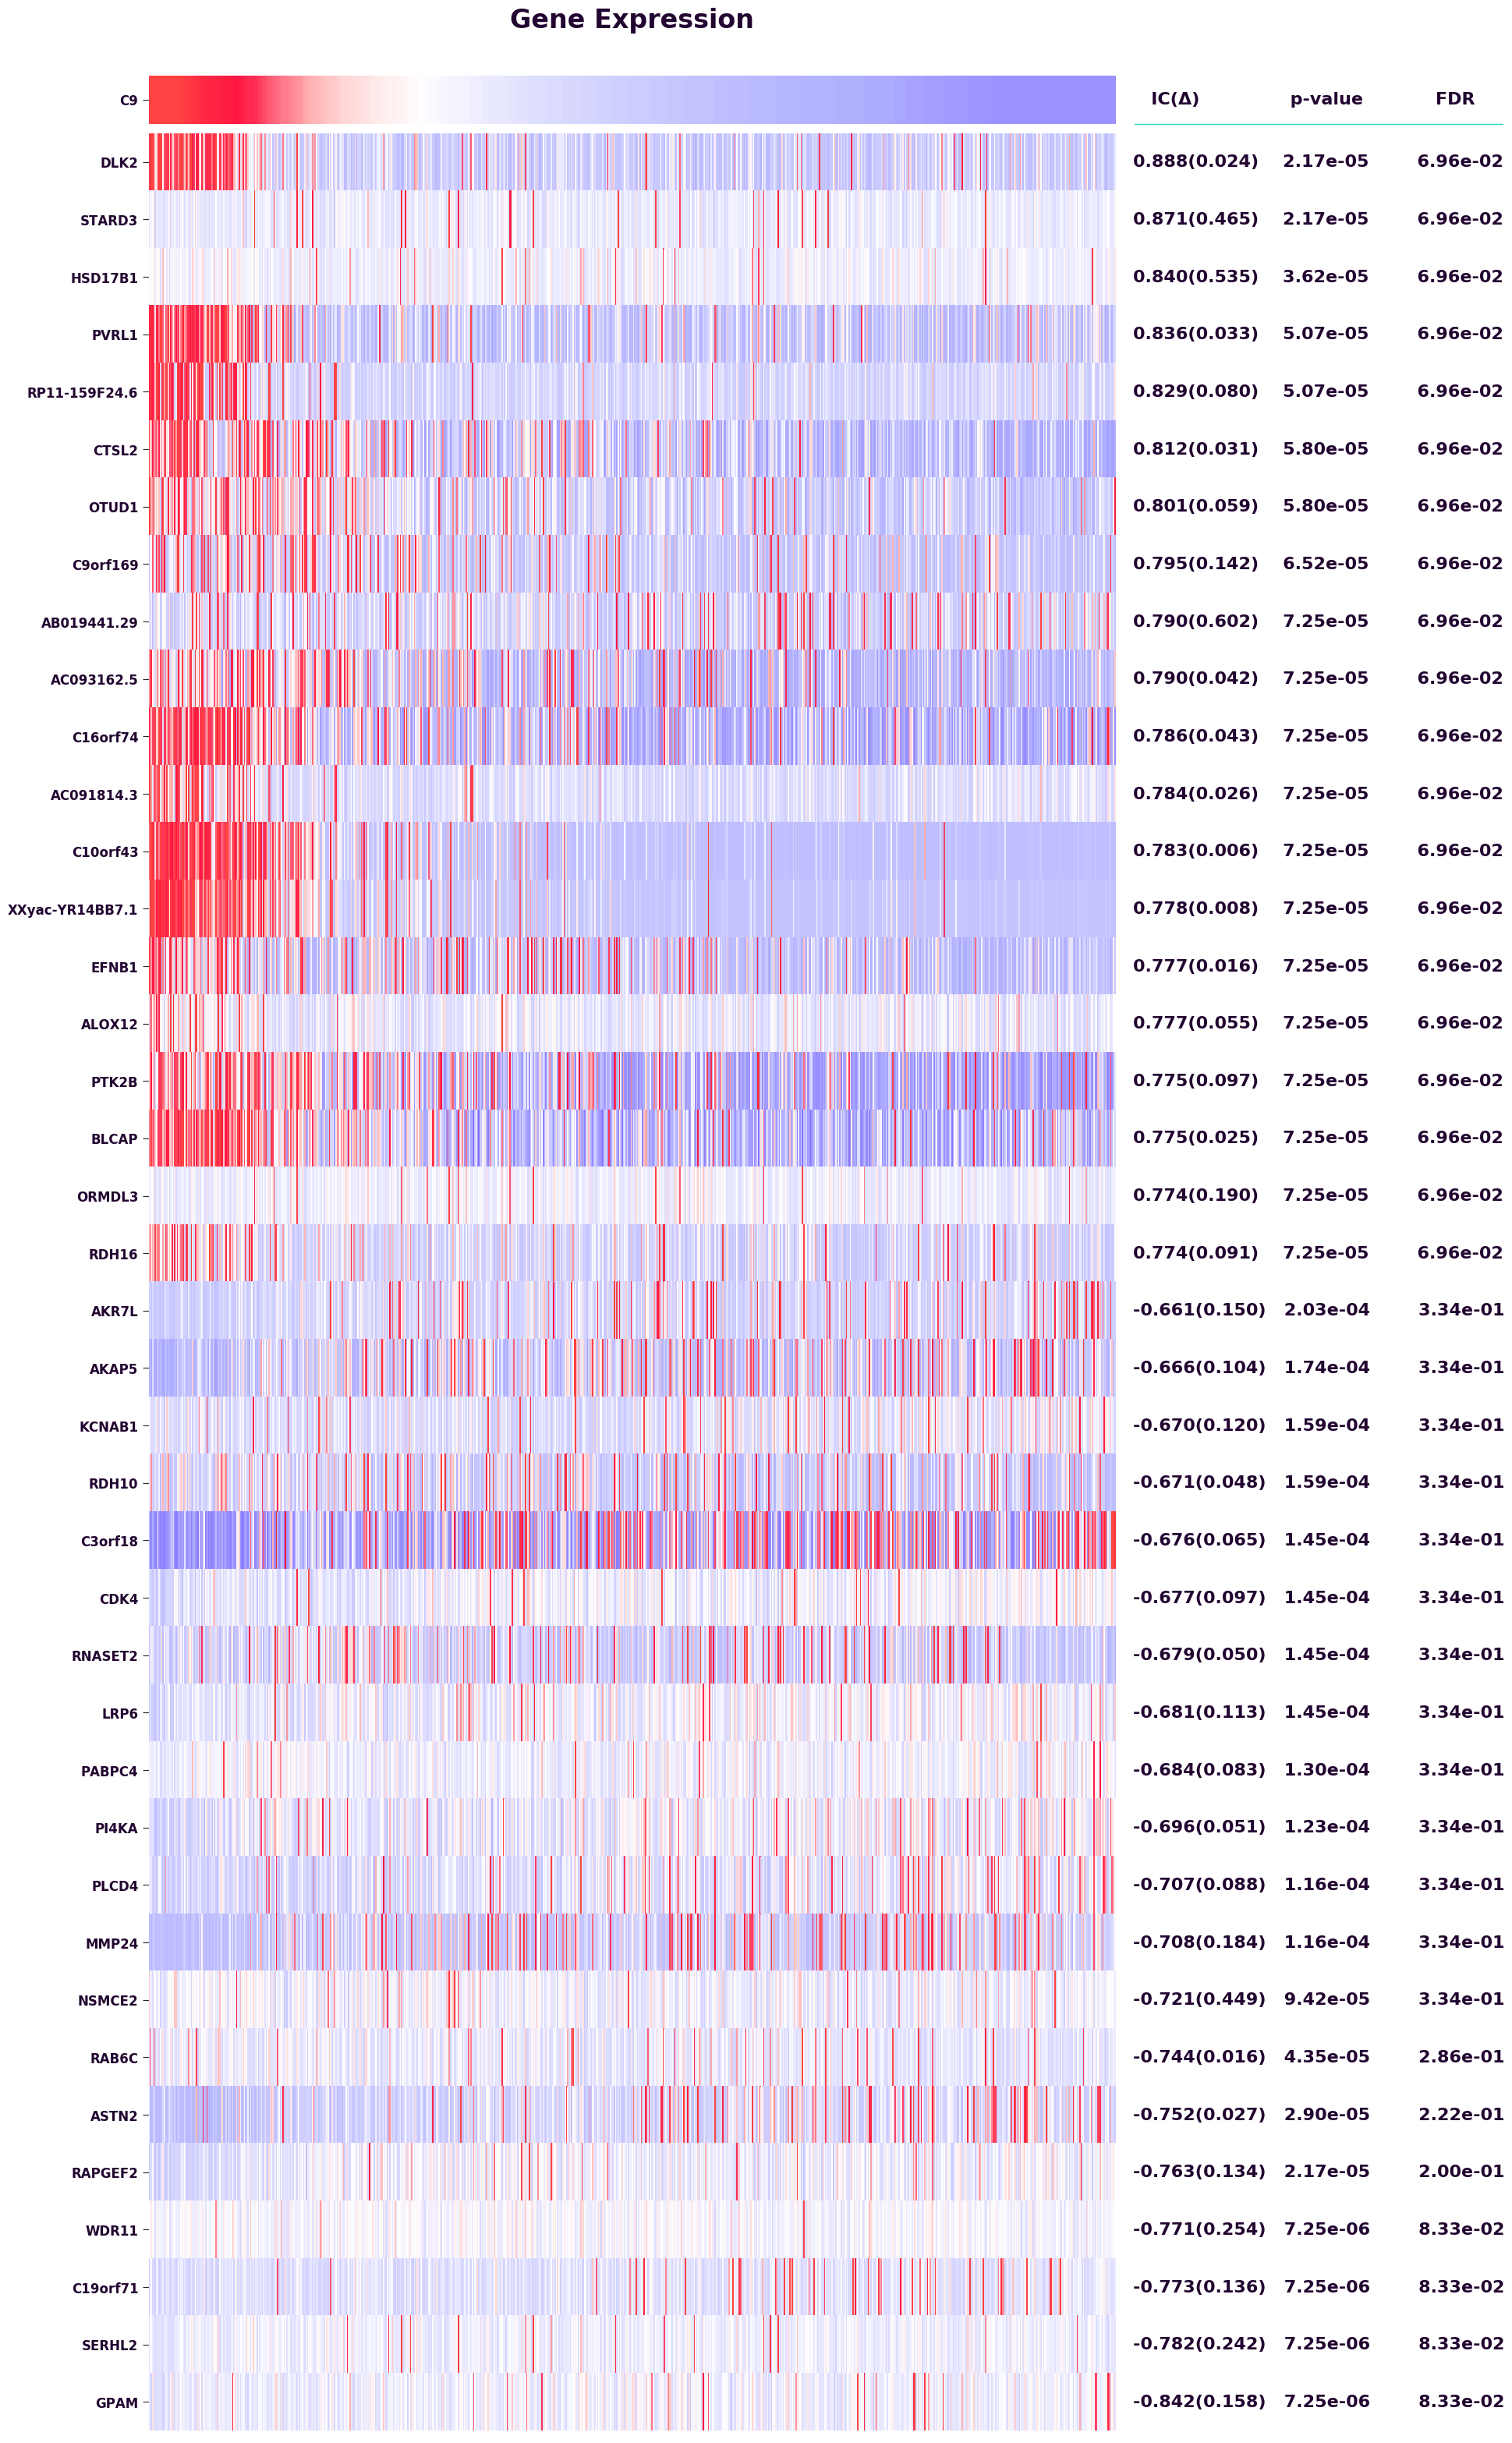 Gene Expression
C9 IC(Δ) p-value FDR
DLK2 0.888(0.024) 2.17e-05 6.96e-02
STARD3 0.871(0.465) 2.17e-05 6.96e-02
HSD17B1 0.840(0.535) 3.62e-05 6.96e-02
PVRL1 0.836(0.033) 5.07e-05 6.96e-02
RP11-159F24.6 0.829(0.080) 5.07e-05 6.96e-02
CTSL2 0.812(0.031) 5.80e-05 6.96e-02
OTUD1 0.801(0.059) 5.80e-05 6.96e-02
C9orf169 0.795(0.142) 6.52e-05 6.96e-02
AB019441.29 0.790(0.602) 7.25e-05 6.96e-02
AC093162.5 0.790(0.042) 7.25e-05 6.96e-02
C16orf74 0.786(0.043) 7.25e-05 6.96e-02
AC091814.3 0.784(0.026) 7.25e-05 6.96e-02
C10orf43 0.783(0.006) 7.25e-05 6.96e-02
XXyac-YR14BB7.1 0.778(0.008) 7.25e-05 6.96e-02
EFNB1 0.777(0.016) 7.25e-05 6.96e-02
ALOX12 0.777(0.055) 7.25e-05 6.96e-02
PTK2B 0.775(0.097) 7.25e-05 6.96e-02
BLCAP 0.775(0.025) 7.25e-05 6.96e-02
ORMDL3 0.774(0.190) 7.25e-05 6.96e-02
RDH16 0.774(0.091) 7.25e-05 6.96e-02
AKR7L -0.661(0.150) 2.03e-04 3.34e-01
AKAP5 -0.666(0.104) 1.74e-04 3.34e-01
KCNAB1 -0.670(0.120) 1.59e-04 3.34e-01
RDH10 -0.671(0.048) 1.59e-04 3.34e-01
C3orf18 -0.676(0.065) 1.45e-04 3.34e-01
CDK4 -0.677(0.097) 1.45e-04 3.34e-01
RNASET2 -0.679(0.050) 1.45e-04 3.34e-01
LRP6 -0.681(0.113) 1.45e-04 3.34e-01
PABPC4 -0.684(0.083) 1.30e-04 3.34e-01
PI4KA -0.696(0.051) 1.23e-04 3.34e-01
PLCD4 -0.707(0.088) 1.16e-04 3.34e-01
MMP24 -0.708(0.184) 1.16e-04 3.34e-01
NSMCE2 -0.721(0.449) 9.42e-05 3.34e-01
RAB6C -0.744(0.016) 4.35e-05 2.86e-01
ASTN2 -0.752(0.027) 2.90e-05 2.22e-01
RAPGEF2 -0.763(0.134) 2.17e-05 2.00e-01
WDR11 -0.771(0.254) 7.25e-06 8.33e-02
C19orf71 -0.773(0.136) 7.25e-06 8.33e-02
SERHL2 -0.782(0.242) 7.25e-06 8.33e-02
GPAM -0.842(0.158) 7.25e-06 8.33e-02